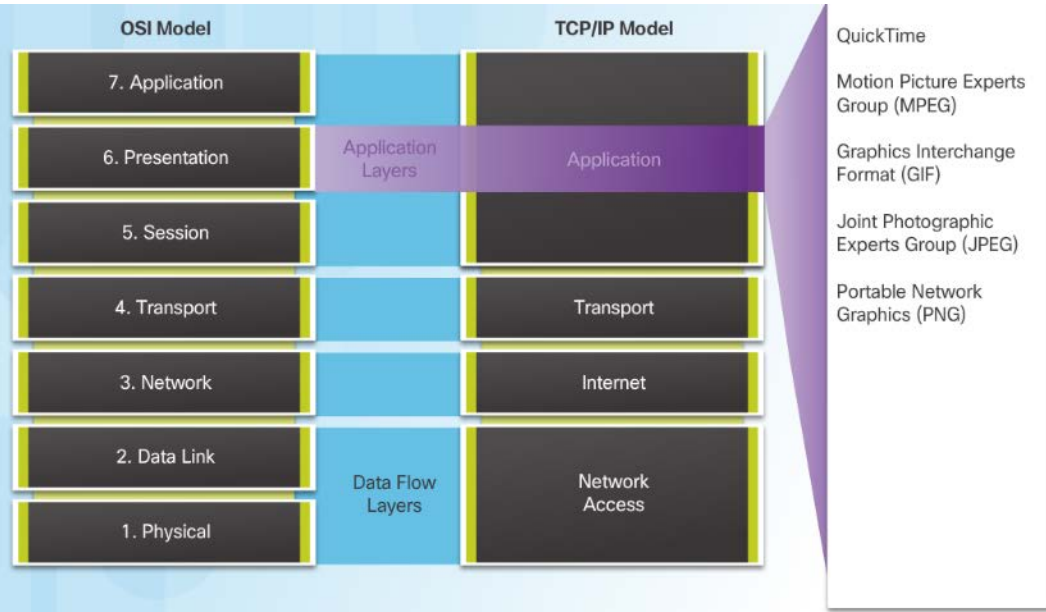 OSI Model
TCP/IP Model
7. Application
6. Presentation
5. Session
4. Transport
3. Network
2. Data Link
1. Physical
Application
Layers
Data Flow
Layers
Application
Transport
Internet
Network
Access
QuickTime
Motion Picture Experts
Group (MPEG)
Graphics Interchange
Format (GIF)
Joint Photographic
Experts Group (JPEG)
Portable Network
Graphics (PNG)